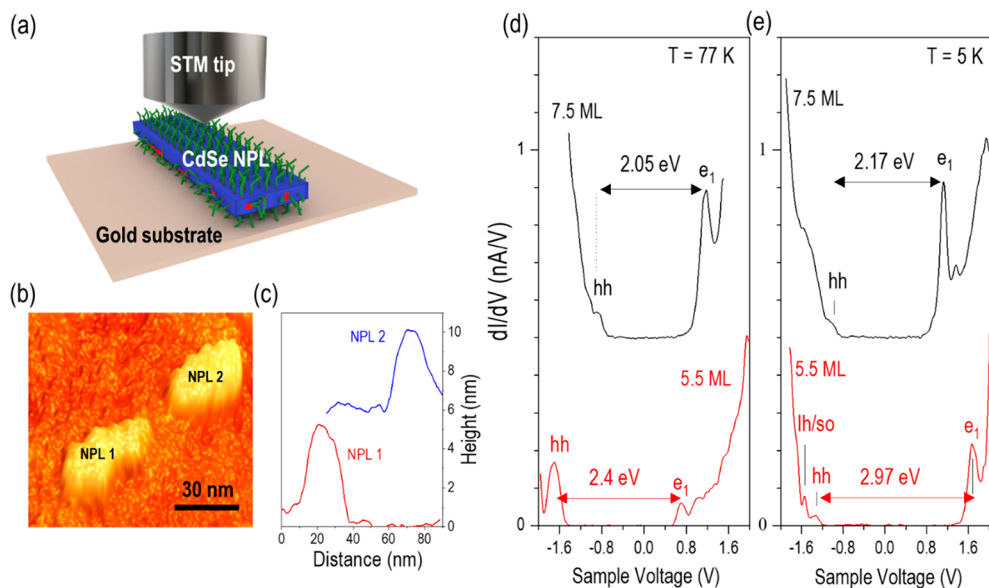 (a)
STM tip
CdSe NPL
Gold substrate
(b)
NPL 2
NPL 1
30 nm
(c)
NPL 2
NPL 1
10
8
6
4
2
0
Height (nm)
0 20 40 60 80
Distance (nm)
(d)
T = 77 K
7.5 ML
1
2.05 eV
e1
hh
dI/dV (nA/V)
5.5 ML
hh
2.4 eV
e1
0
-1.6 -0.8 0.0 0.8 1.6
Sample Voltage (V)
(e)
T = 5 K
7.5 ML
1
2.17 eV
e1
hh
5.5 ML
lh/so
hh
2.97 eV
e1
0
-1.6 -0.8 0.0 0.8 1.6
Sample Voltage (V)